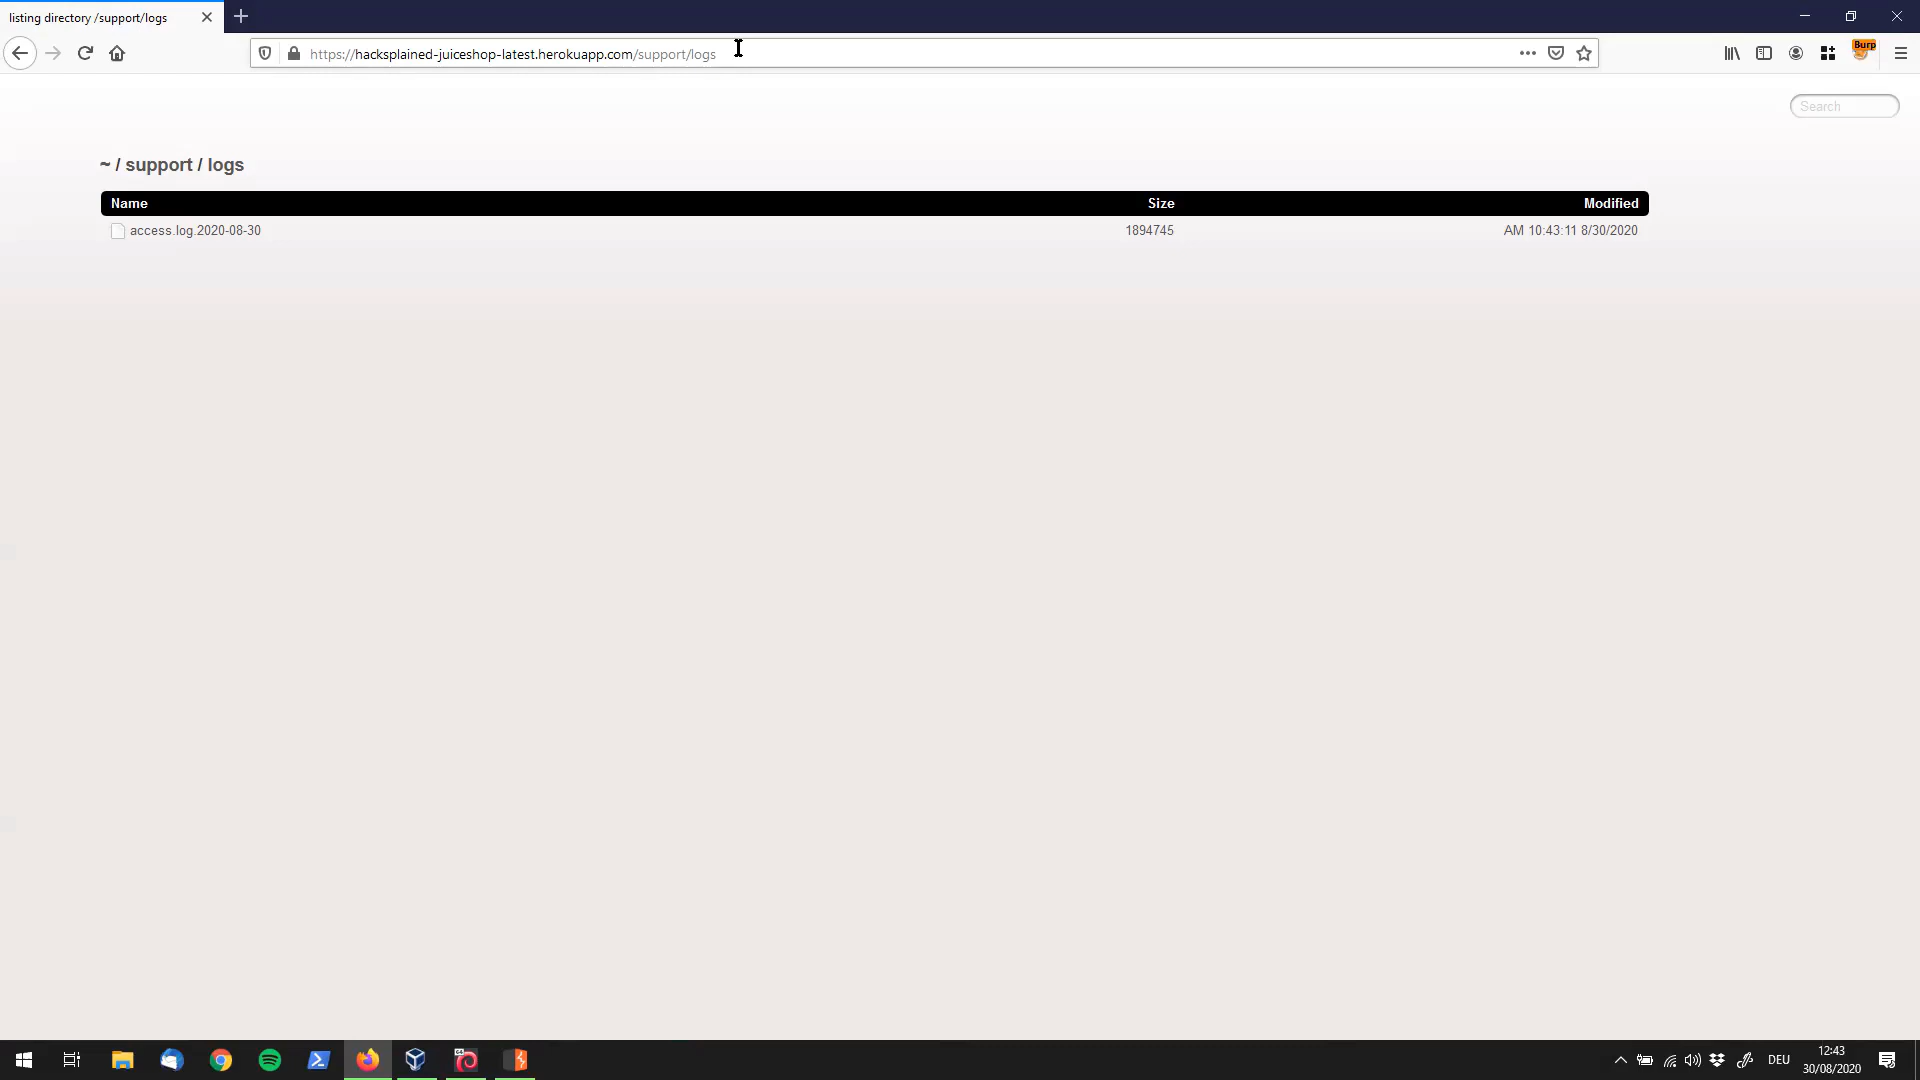 listing directory /support/logs
https://hacksplained-juiceshop-latest.herokuapp.com/support/logs
Burp
Search
~ / support / logs
Name Size Modified
access.log.2020-08-30 1894745 AM 10:43:11 8/30/2020
DEU
12:43
30/08/2020